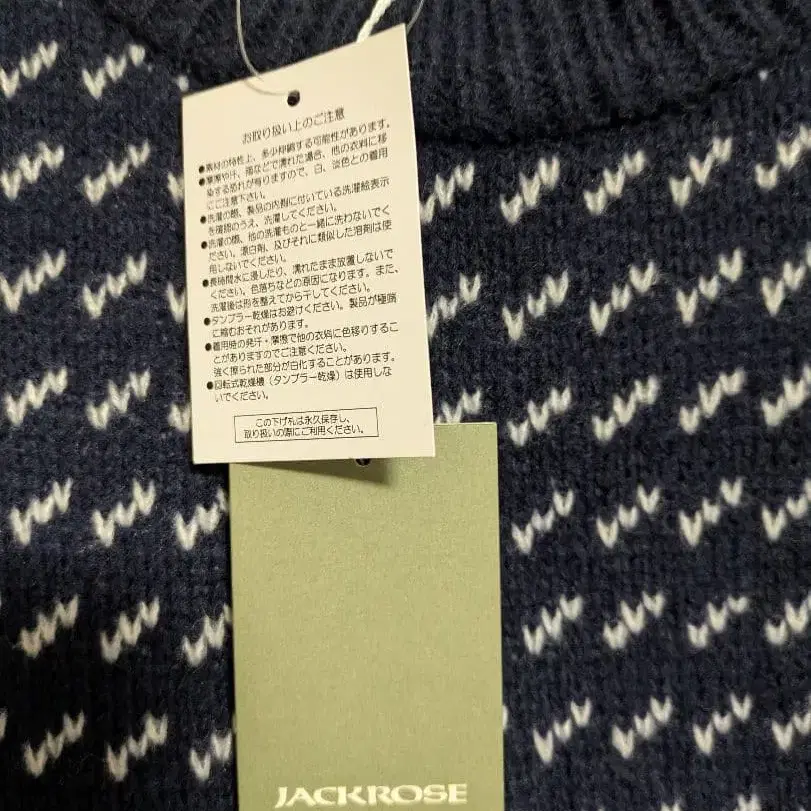 お取り扱い上のご注意
●素材の特性上、多少伸縮する可能性があります。
●摩擦や汗、雨などで濡れた場合、他の衣料に移
染する恐れが有りますので、白、淡色との着用
にご注意下さい。
●洗濯の際、製品の内側に付いている洗濯絵表示
を確認のうえ、洗濯してください。
●洗濯の際、他の洗濯ものと一緒に洗わないでく
ださい。漂白剤、及びそれに類似した溶剤は使
用しないでください。
●長時間水に浸したり、濡れたまま放置しないで
ください。色落ちなどの原因になります。また、
洗濯後は形を整えてから干してください。
●タンブラー乾燥はお避けください。製品が極端
に縮むおそれがあります。
●着用時の発汗・摩擦で他の衣料に色移りするこ
とがありますのでご注意ください。
強く擦られた部分が白化することがあります。
●回転式乾燥機（タンブラー乾燥）は使用しな
いでください。
この下げ札は永久保存し、
取り扱いの際にご利用ください。
JACKROSE